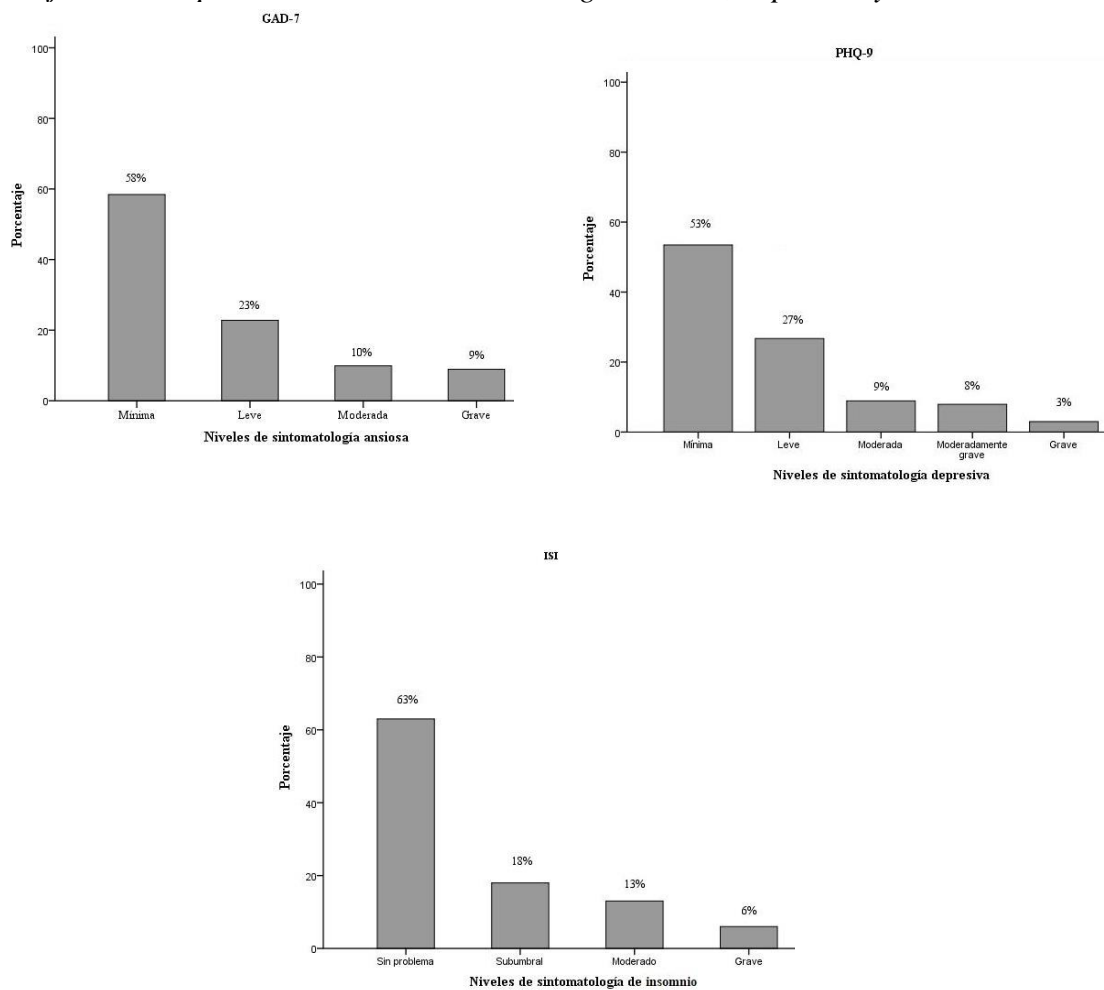 GAD-7
100
80
60
40
20
0
Porcentaje
58%
23%
10%
9%
Mínima
Leve
Moderada
Grave
Niveles de sintomatología ansiosa
PHQ-9
100
80
60
40
20
0
Porcentaje
53%
27%
9%
8%
3%
Mínima
Leve
Moderada
Moderadamente
grave
Grave
Niveles de sintomatología depresiva
ISI
100
80
60
40
20
0
Porcentaje
63%
18%
13%
6%
Sin problema
Subumbral
Moderado
Grave
Niveles de sintomatología de insomnio